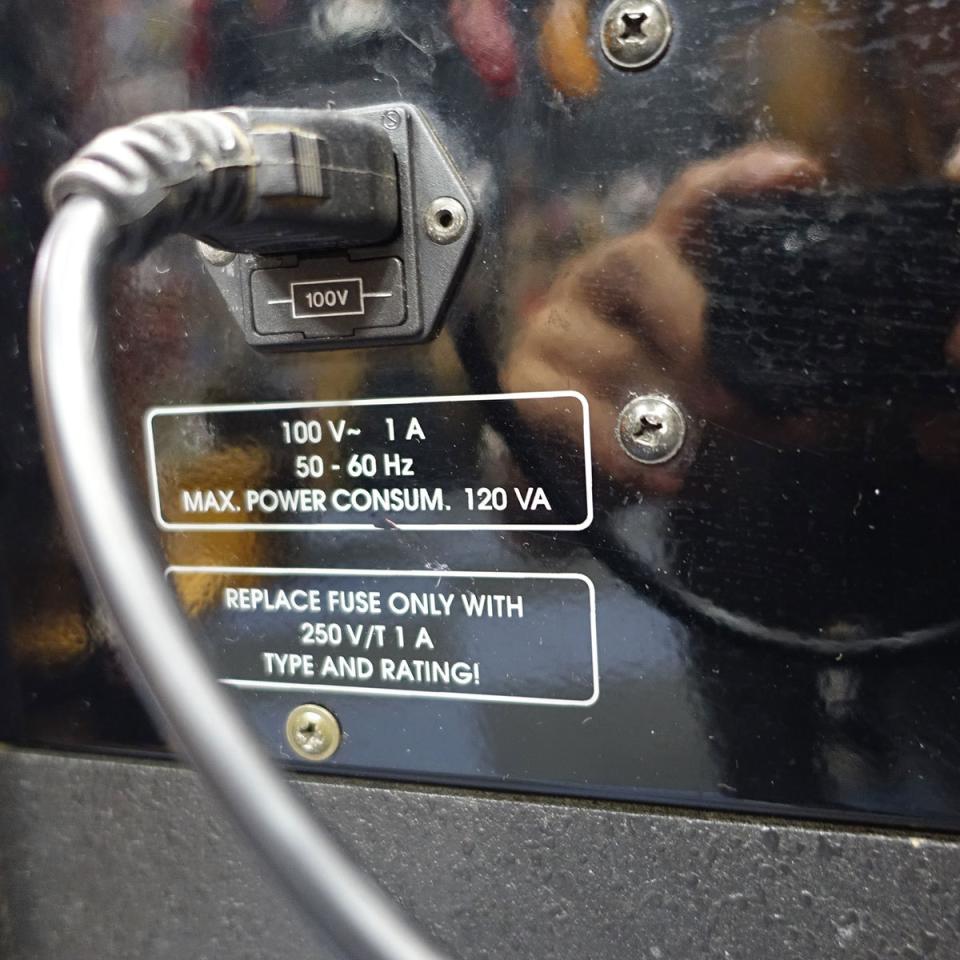 100V
100 V~ 1 A
50 - 60 Hz
MAX. POWER CONSUM. 120 VA
REPLACE FUSE ONLY WITH
250 V/T 1 A
TYPE AND RATING!